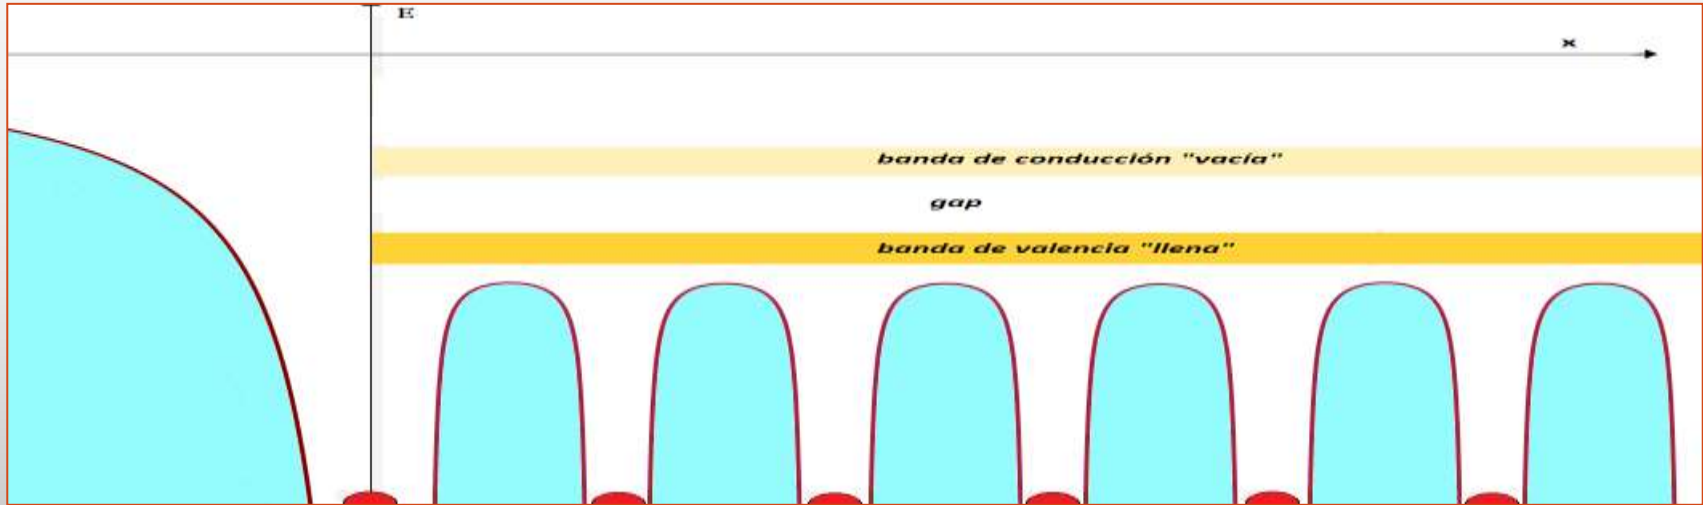 E
x
banda de conducción "vacía"
gap
banda de valencia "llena"